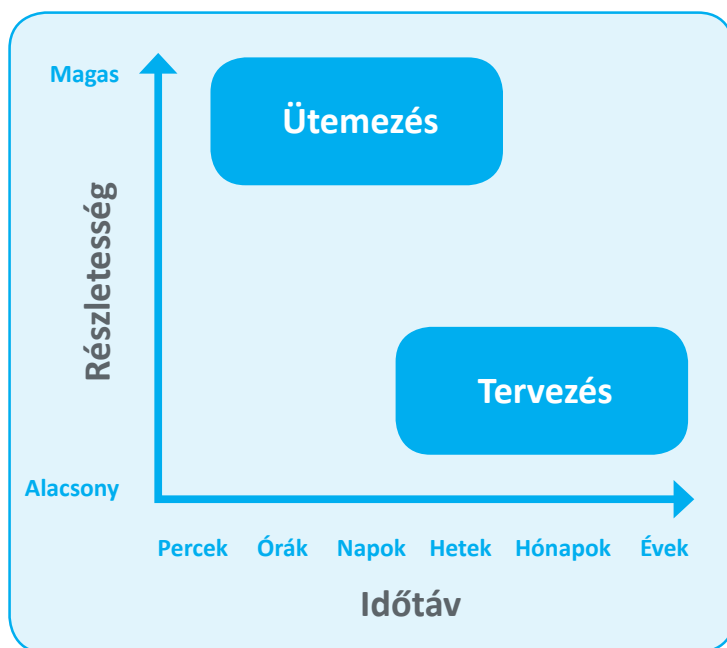 Magas
Ütemezés
Részletesség
Tervezés
Alacsony
Percek Órák Napok Hetek Hónapok Évek
Időtáv